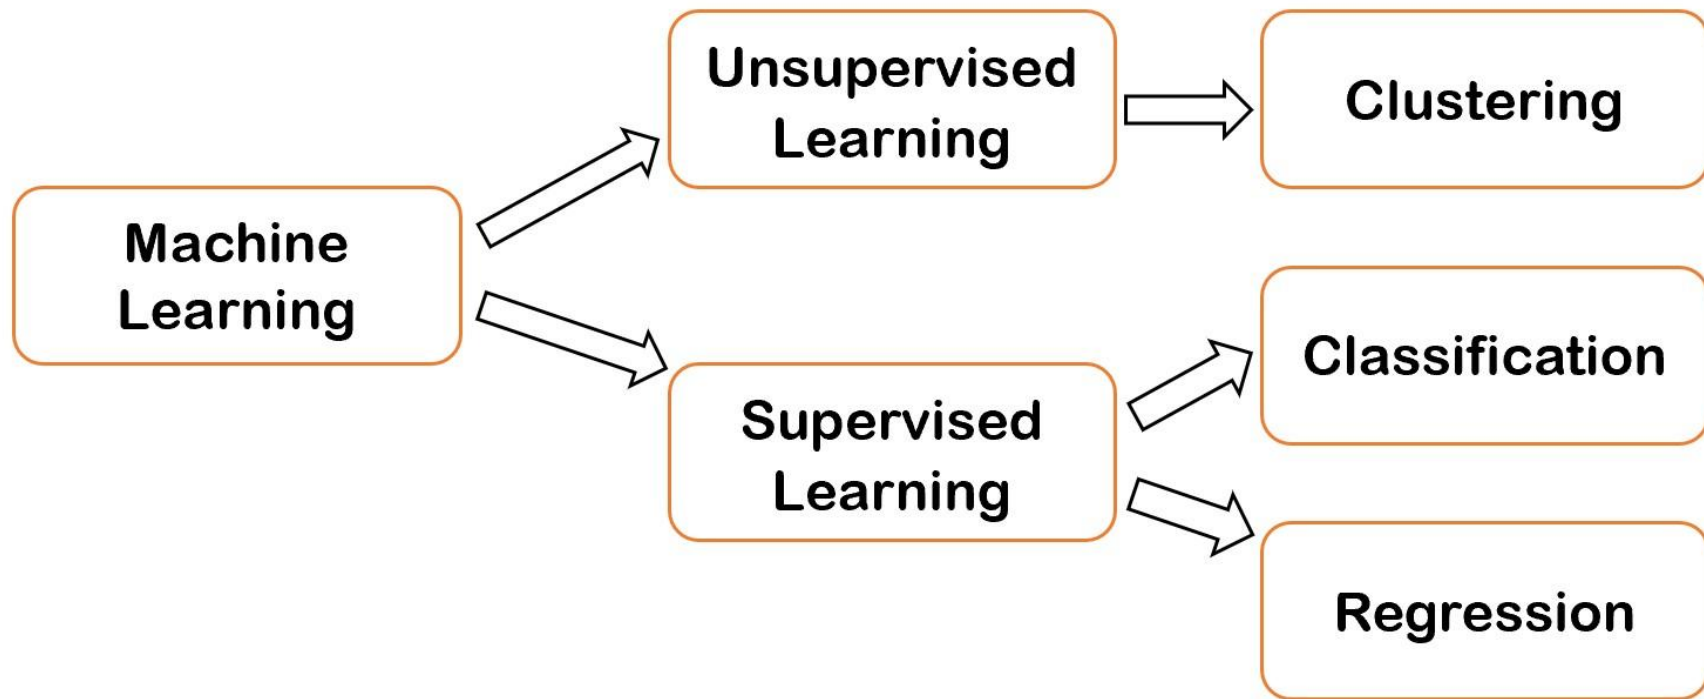 Machine
Learning
Unsupervised
Learning
Supervised
Learning
Clustering
Classification
Regression